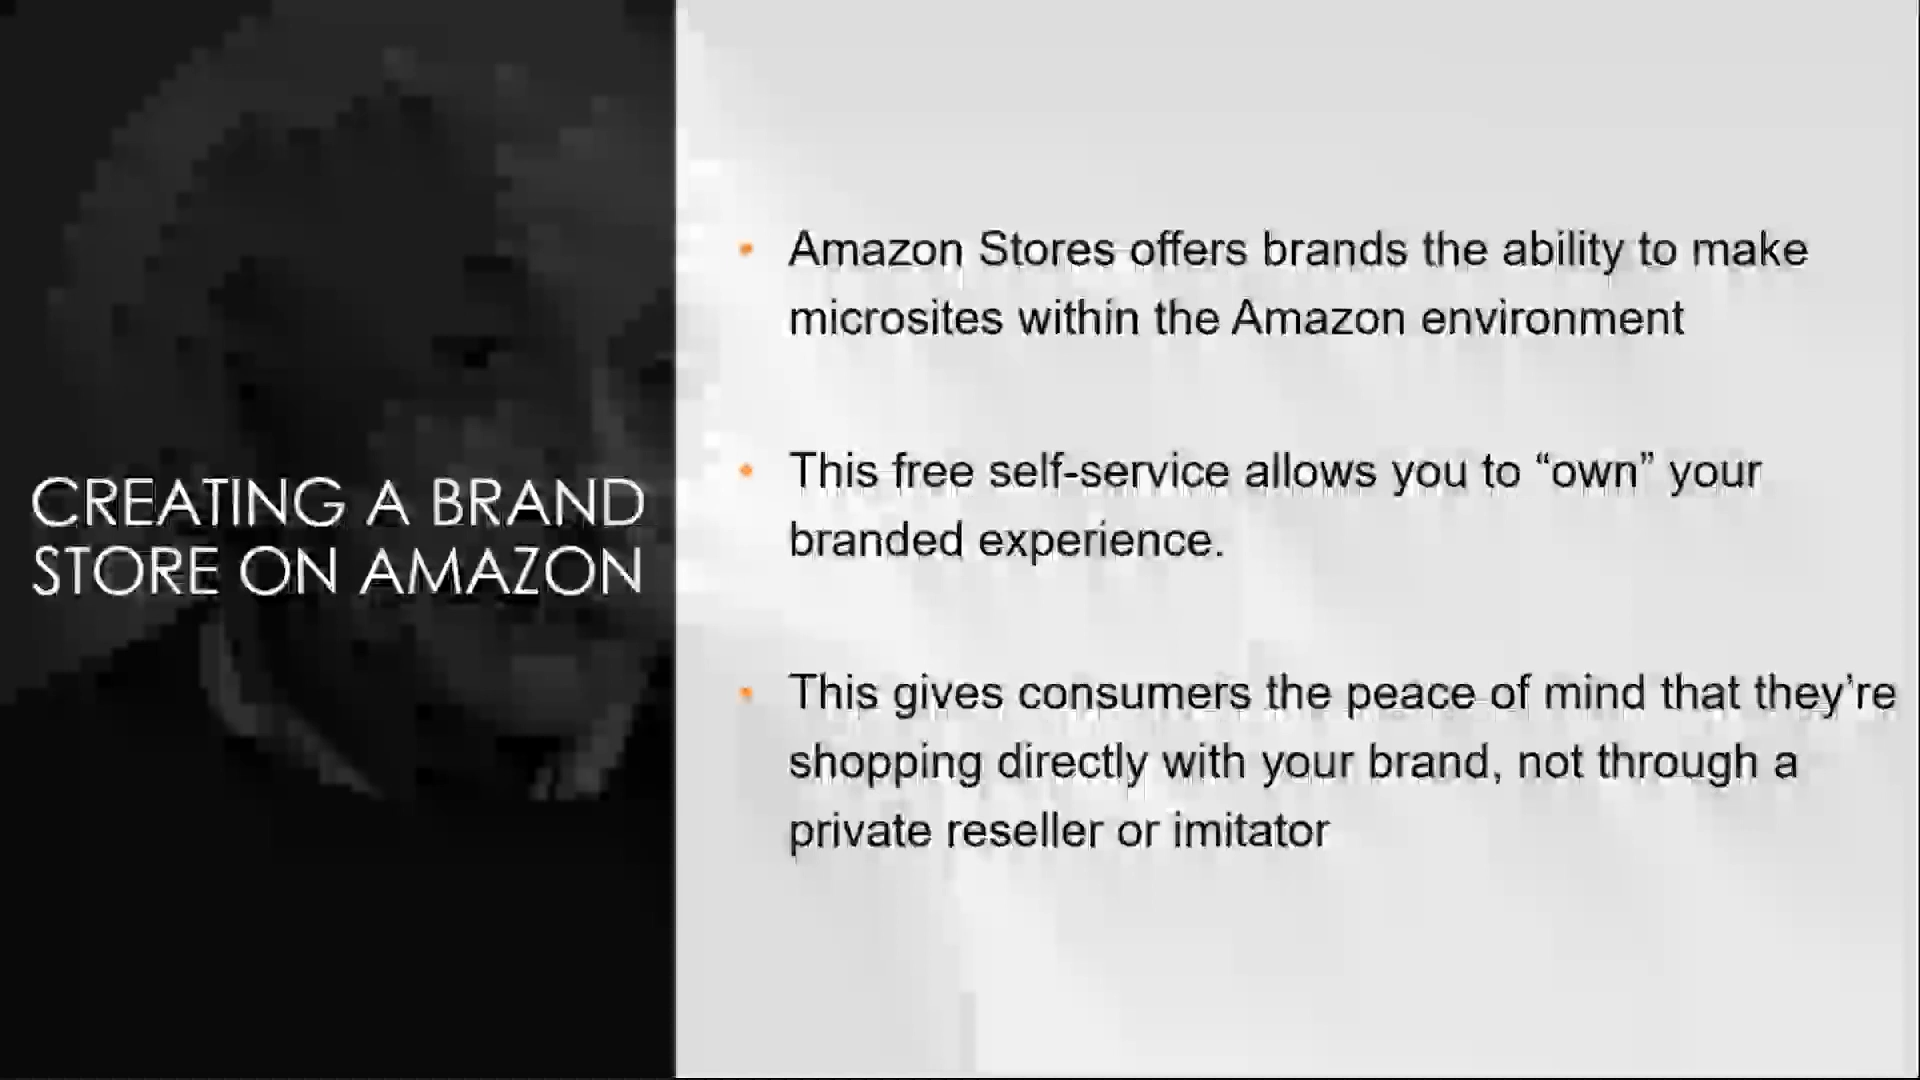 CREATING A BRAND
STORE ON AMAZON
• Amazon Stores offers brands the ability to make
microsites within the Amazon environment
• This free self-service allows you to “own” your
branded experience.
• This gives consumers the peace of mind that they’re
shopping directly with your brand, not through a
private reseller or imitator